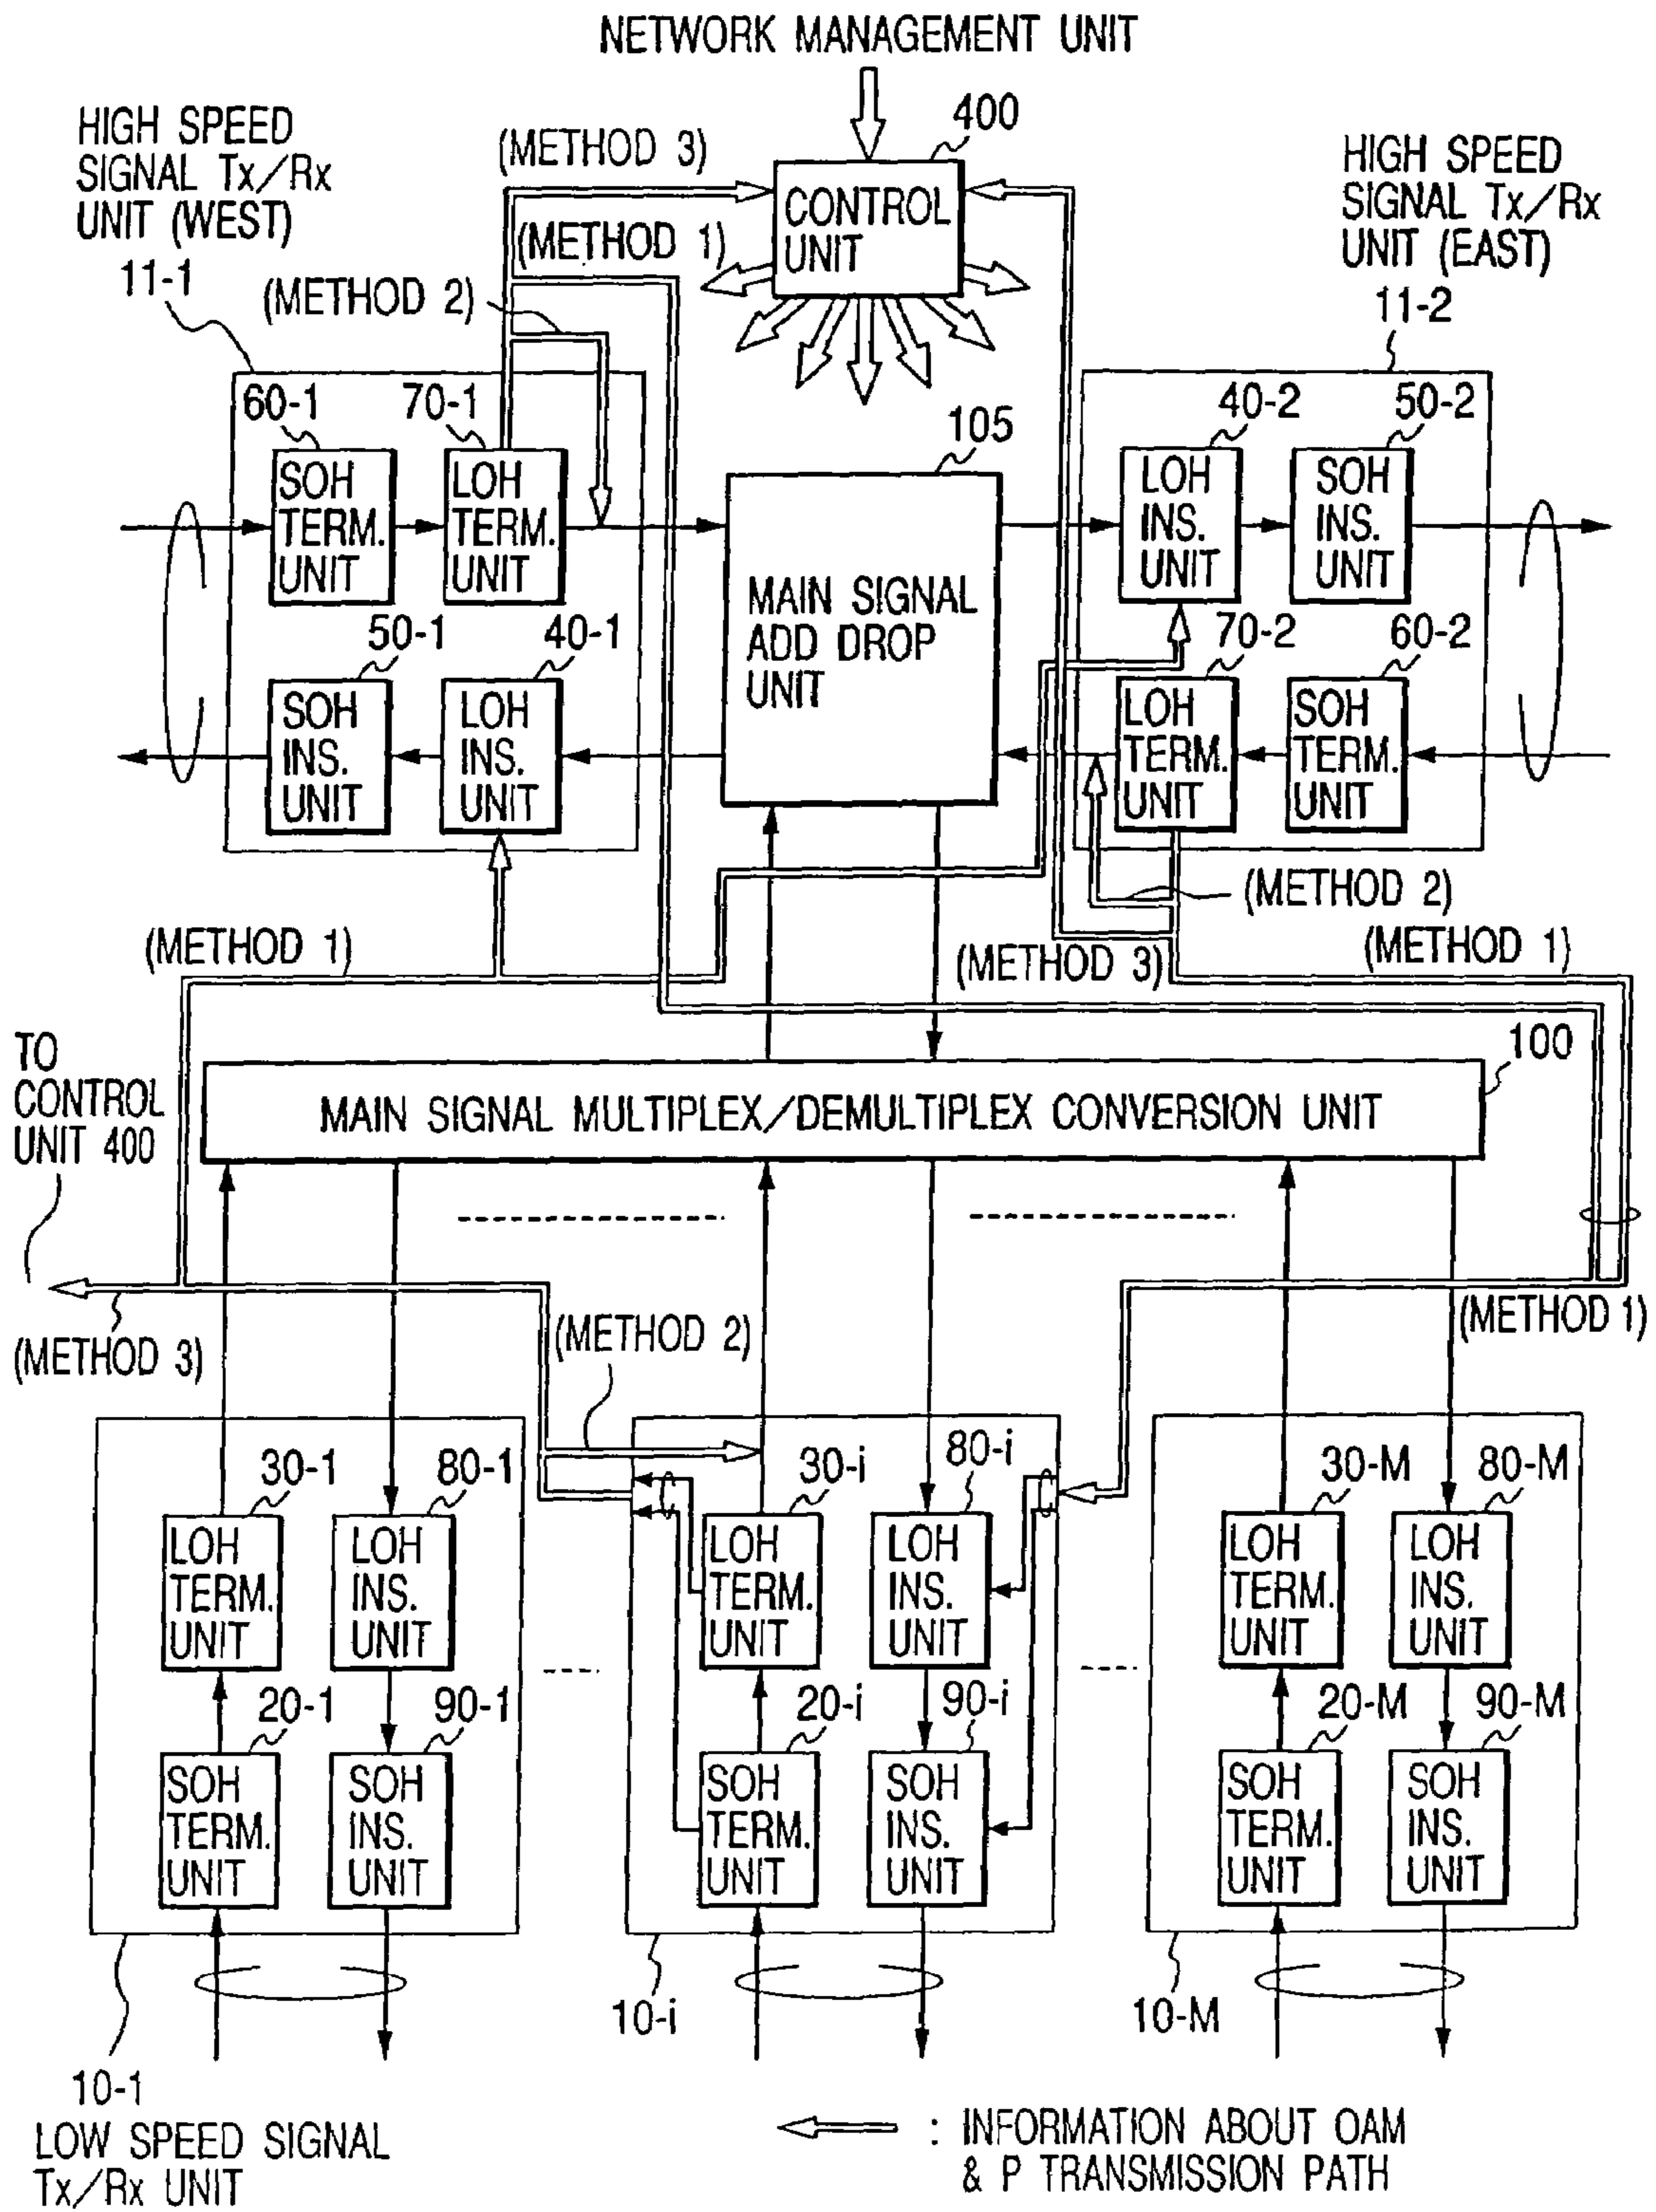 NETWORK MANAGEMENT UNIT
HIGH SPEED
SIGNAL Tx/Rx
UNIT (WEST)
11-1
(METHOD 3)
400
CONTROL
UNIT
(METHOD 1)
(METHOD 2)
HIGH SPEED
SIGNAL Tx/Rx
UNIT (EAST)
11-2
60-1
70-1
SOH
TERM.
UNIT
LOH
TERM.
UNIT
50-1
40-1
SOH
INS.
UNIT
LOH
INS.
UNIT
105
MAIN SIGNAL
ADD DROP
UNIT
40-2
50-2
LOH
INS.
UNIT
SOH
INS.
UNIT
70-2
60-2
LOH
TERM.
UNIT
SOH
TERM.
UNIT
(METHOD 2)
(METHOD 1)
(METHOD 3)
(METHOD 1)
TO
CONTROL
UNIT 400
100
MAIN SIGNAL MULTIPLEX/DEMULTIPLEX CONVERSION UNIT
(METHOD 3)
(METHOD 2)
(METHOD 1)
30-1
80-1
LOH
TERM.
UNIT
LOH
INS.
UNIT
20-1
90-1
SOH
TERM.
UNIT
SOH
INS.
UNIT
30-i
80-i
LOH
TERM.
UNIT
LOH
INS.
UNIT
20-i
90-i
SOH
TERM.
UNIT
SOH
INS.
UNIT
30-M
80-M
LOH
TERM.
UNIT
LOH
INS.
UNIT
20-M
90-M
SOH
TERM.
UNIT
SOH
INS.
UNIT
10-i
10-M
10-1
LOW SPEED SIGNAL
Tx/Rx UNIT
: INFORMATION ABOUT OAM
& P TRANSMISSION PATH